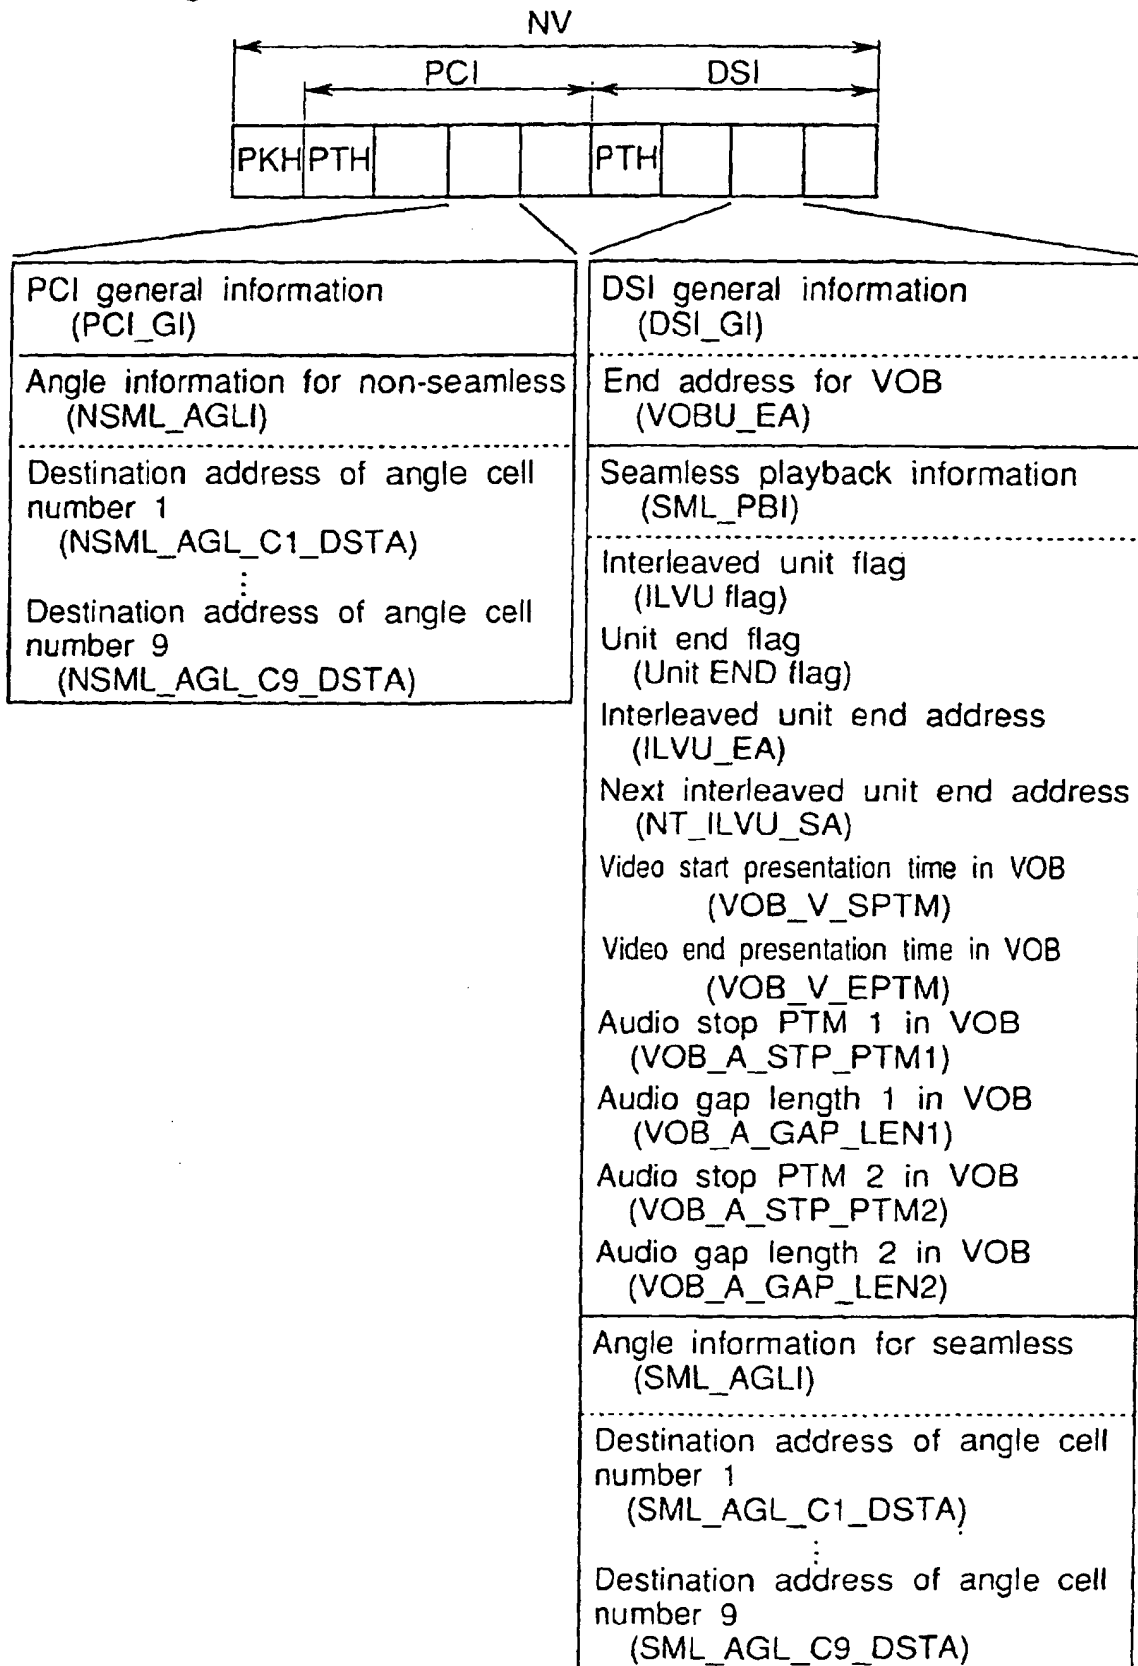 NV
PCI
DSI
PKH
PTH
PTH
PCI general information
(PCI_GI)
Angle information for non-seamless
(NSML_AGLI)
Destination address of angle cell
number 1
(NSML_AGL_C1_DSTA)
⋮
Destination address of angle cell
number 9
(NSML_AGL_C9_DSTA)
DSI general information
(DSI_GI)
End address for VOB
(VOBU_EA)
Seamless playback information
(SML_PBI)
Interleaved unit flag
(ILVU flag)
Unit end flag
(Unit END flag)
Interleaved unit end address
(ILVU_EA)
Next interleaved unit end address
(NT_ILVU_SA)
Video start presentation time in VOB
(VOB_V_SPTM)
Video end presentation time in VOB
(VOB_V_EPTM)
Audio stop PTM 1 in VOB
(VOB_A_STP_PTM1)
Audio gap length 1 in VOB
(VOB_A_GAP_LEN1)
Audio stop PTM 2 in VOB
(VOB_A_STP_PTM2)
Audio gap length 2 in VOB
(VOB_A_GAP_LEN2)
Angle information for seamless
(SML_AGLI)
Destination address of angle cell
number 1
(SML_AGL_C1_DSTA)
⋮
Destination address of angle cell
number 9
(SML_AGL_C9_DSTA)